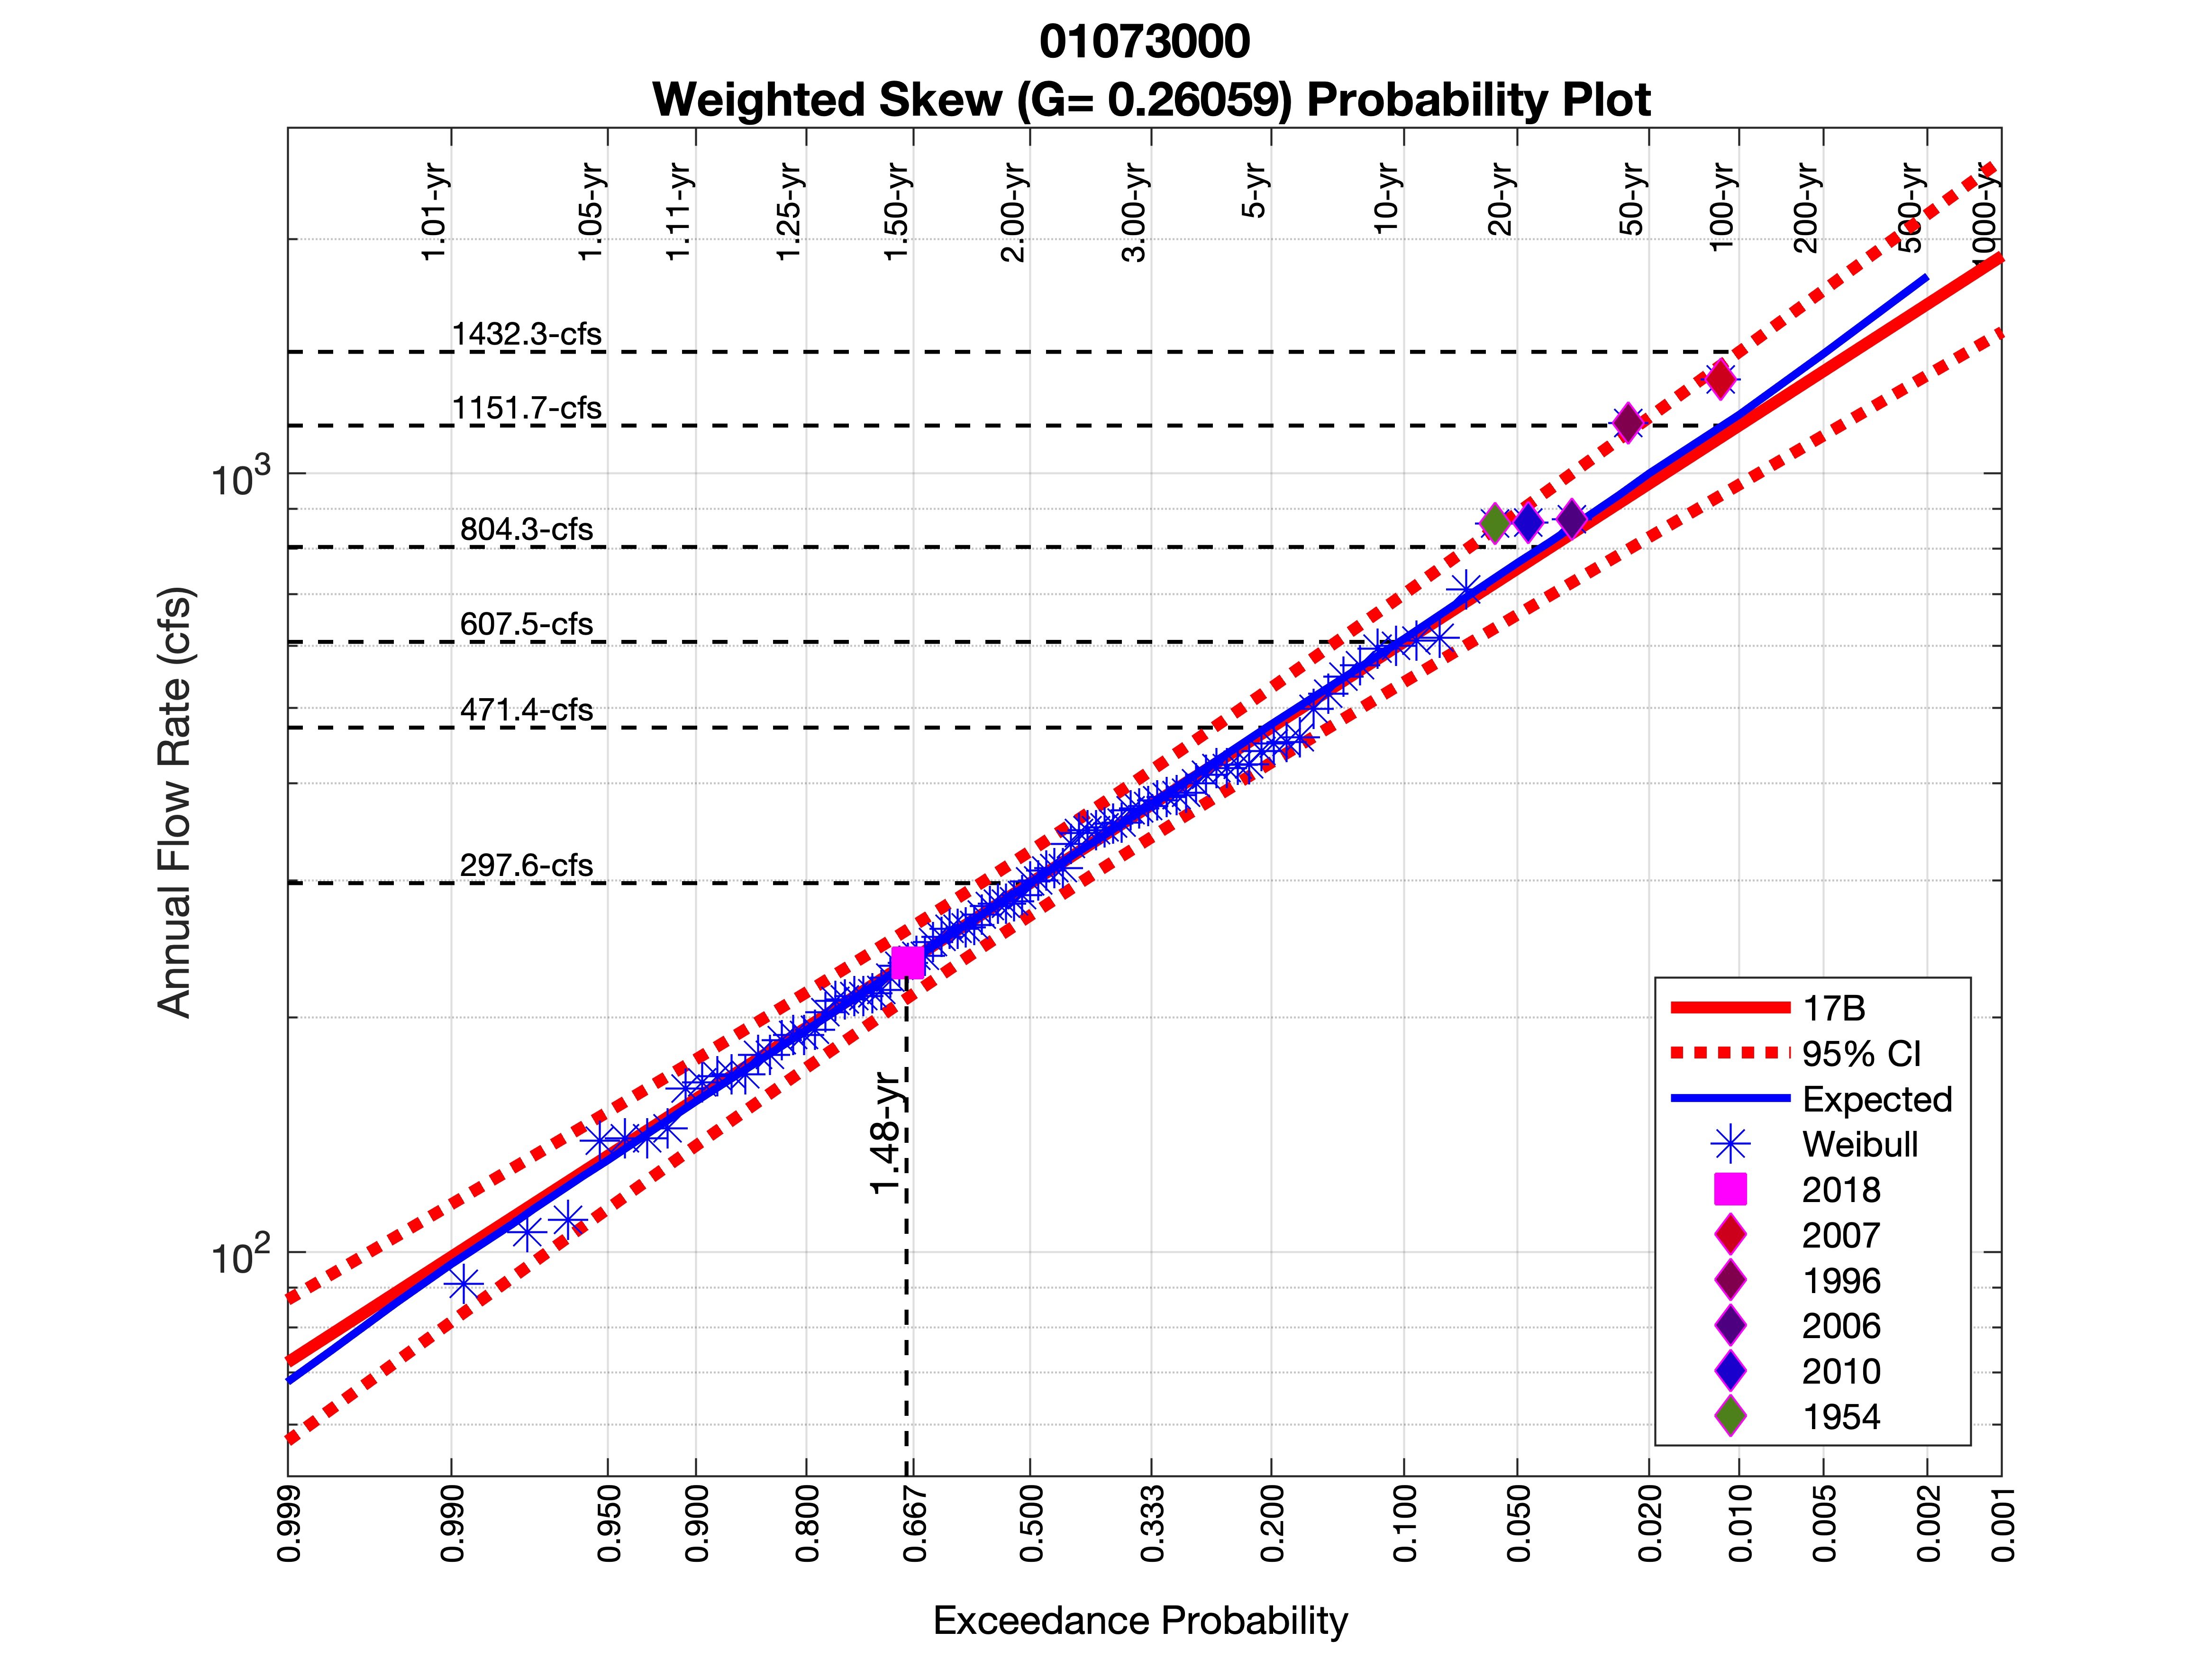 01073000
Weighted Skew (G= 0.26059) Probability Plot
1.01-yr
1.05-yr
1.11-yr
1.25-yr
1.50-yr
2.00-yr
3.00-yr
5-yr
10-yr
20-yr
50-yr
100-yr
200-yr
500-yr
1000-yr
1432.3-cfs
1151.7-cfs
804.3-cfs
607.5-cfs
471.4-cfs
297.6-cfs
1.48-yr
10³
10²
Annual Flow Rate (cfs)
17B
95% CI
Expected
Weibull
2018
2007
1996
2006
2010
1954
0.999
0.990
0.950
0.900
0.800
0.667
0.500
0.333
0.200
0.100
0.050
0.020
0.010
0.005
0.002
0.001
Exceedance Probability